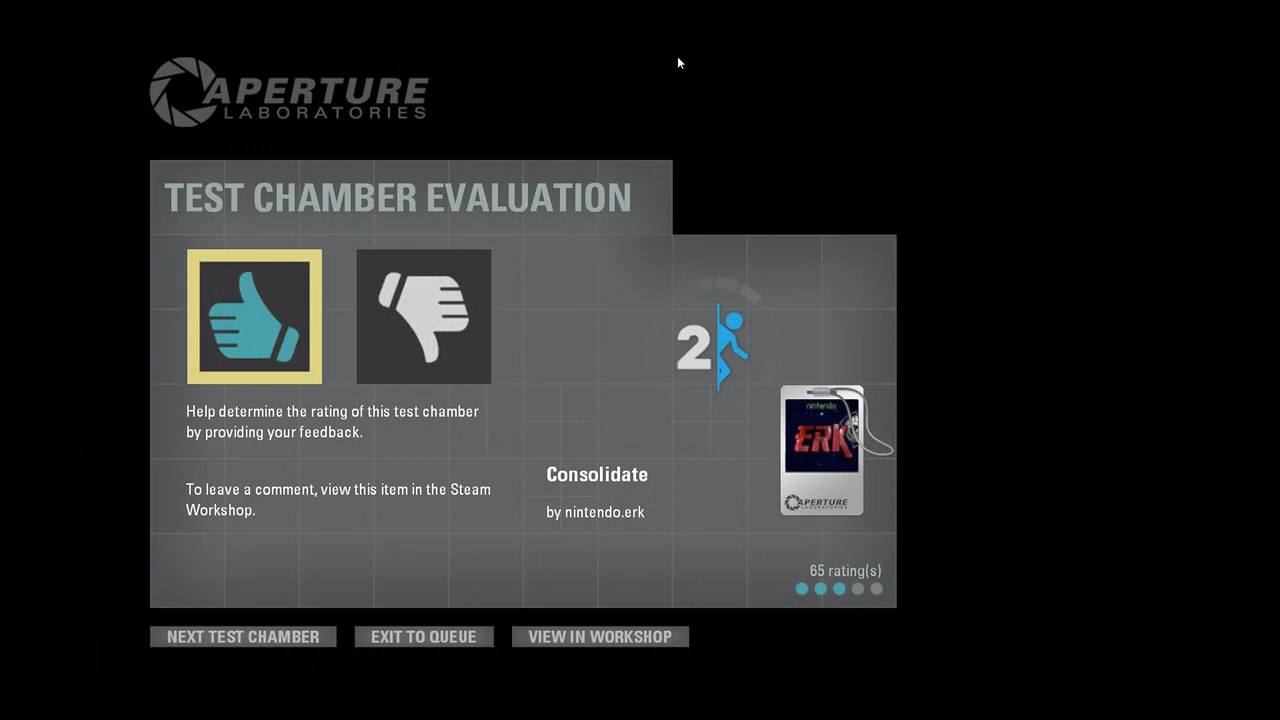 APERTURE
LABORATORIES
TEST CHAMBER EVALUATION
2
Help determine the rating of this test chamber
by providing your feedback.
To leave a comment, view this item in the Steam
Workshop.
Consolidate
by nintendo.erk
nintendo
ERK
APERTURE
LABORATORIES
65 rating(s)
NEXT TEST CHAMBER
EXIT TO QUEUE
VIEW IN WORKSHOP